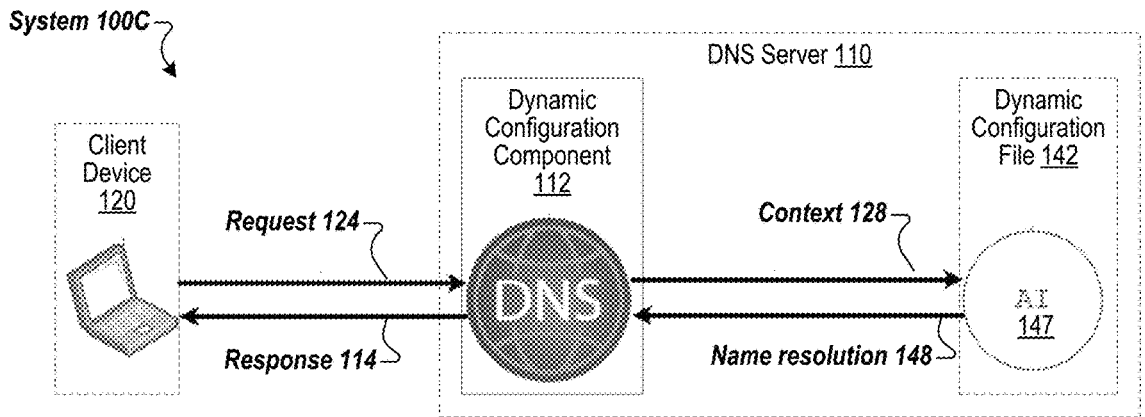 System 100C
DNS Server 110
Client
Device
120
Dynamic
Configuration
Component
112
Dynamic
Configuration
File 142
Request 124
Context 128
DNS
AI
147
Response 114
Name resolution 148